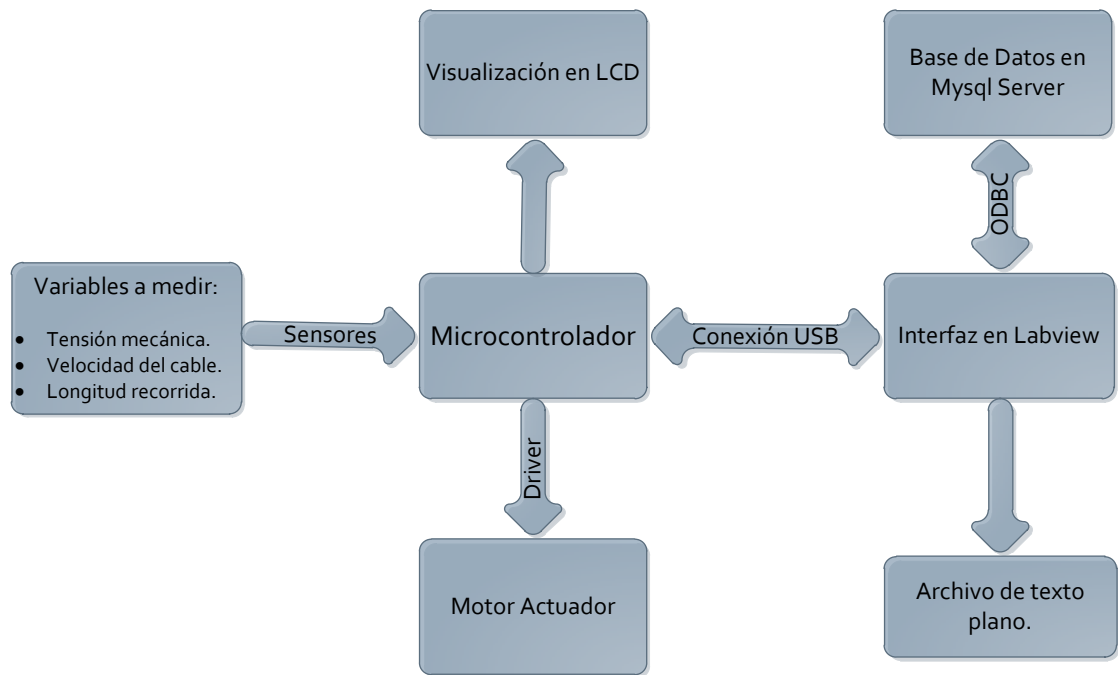 Visualización en LCD
Base de Datos en
Mysql Server
ODBC
Variables a medir:
• Tensión mecánica.
• Velocidad del cable.
• Longitud recorrida.
Sensores
Microcontrolador
Conexión USB
Interfaz en Labview
Driver
Motor Actuador
Archivo de texto
plano.